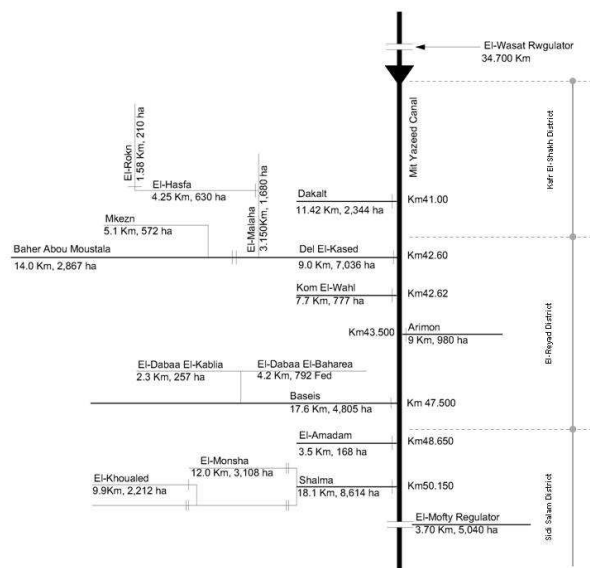 El-Wasat Rwgulator
34.700 Km
Mit Yazeed Canal
Kafr El-Shakh District
El-Rokn
1.58 Km, 210 ha
El-Hasfa
4.25 Km, 630 ha
El-Malaha
3.150Km, 1,680 ha
Dakalt
11.42 Km, 2,344 ha
Km41.00
Mkezn
5.1 Km, 572 ha
Baher Abou Moustala
14.0 Km, 2,867 ha
Del El-Kased
9.0 Km, 7,036 ha
Km42.60
Kom El-Wahl
7.7 Km, 777 ha
Km42.62
Km43.500
Arimon
9 Km, 980 ha
El-Reyad District
El-Dabaa El-Kablia
2.3 Km, 257 ha
El-Dabaa El-Baharea
4.2 Km, 792 Fed
Baseis
17.6 Km, 4,805 ha
Km 47.500
El-Amadam
3.5 Km, 168 ha
Km48.650
El-Monsha
12.0 Km, 3,108 ha
El-Khoualed
9.9Km, 2,212 ha
Shalma
18.1 Km, 8,614 ha
Km50.150
El-Mofty Regulator
3.70 Km, 5,040 ha
Sidi Salam District